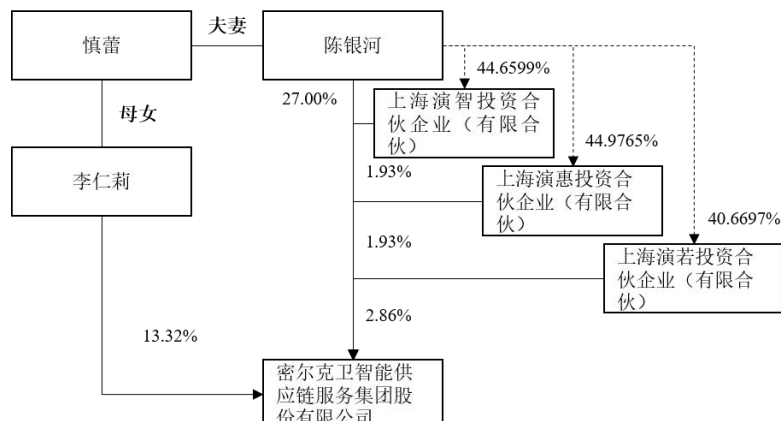 夫妻
慎蕾
陈银河
44.6599%
27.00%
上海演智投资合
伙企业（有限合
伙）
母女
44.9765%
1.93%
李仁莉
上海演惠投资合
伙企业（有限合
伙）
40.6697%
1.93%
上海演若投资合
伙企业（有限合
伙）
2.86%
13.32%
密尔克卫智能供
应链服务集团股
份有限公司